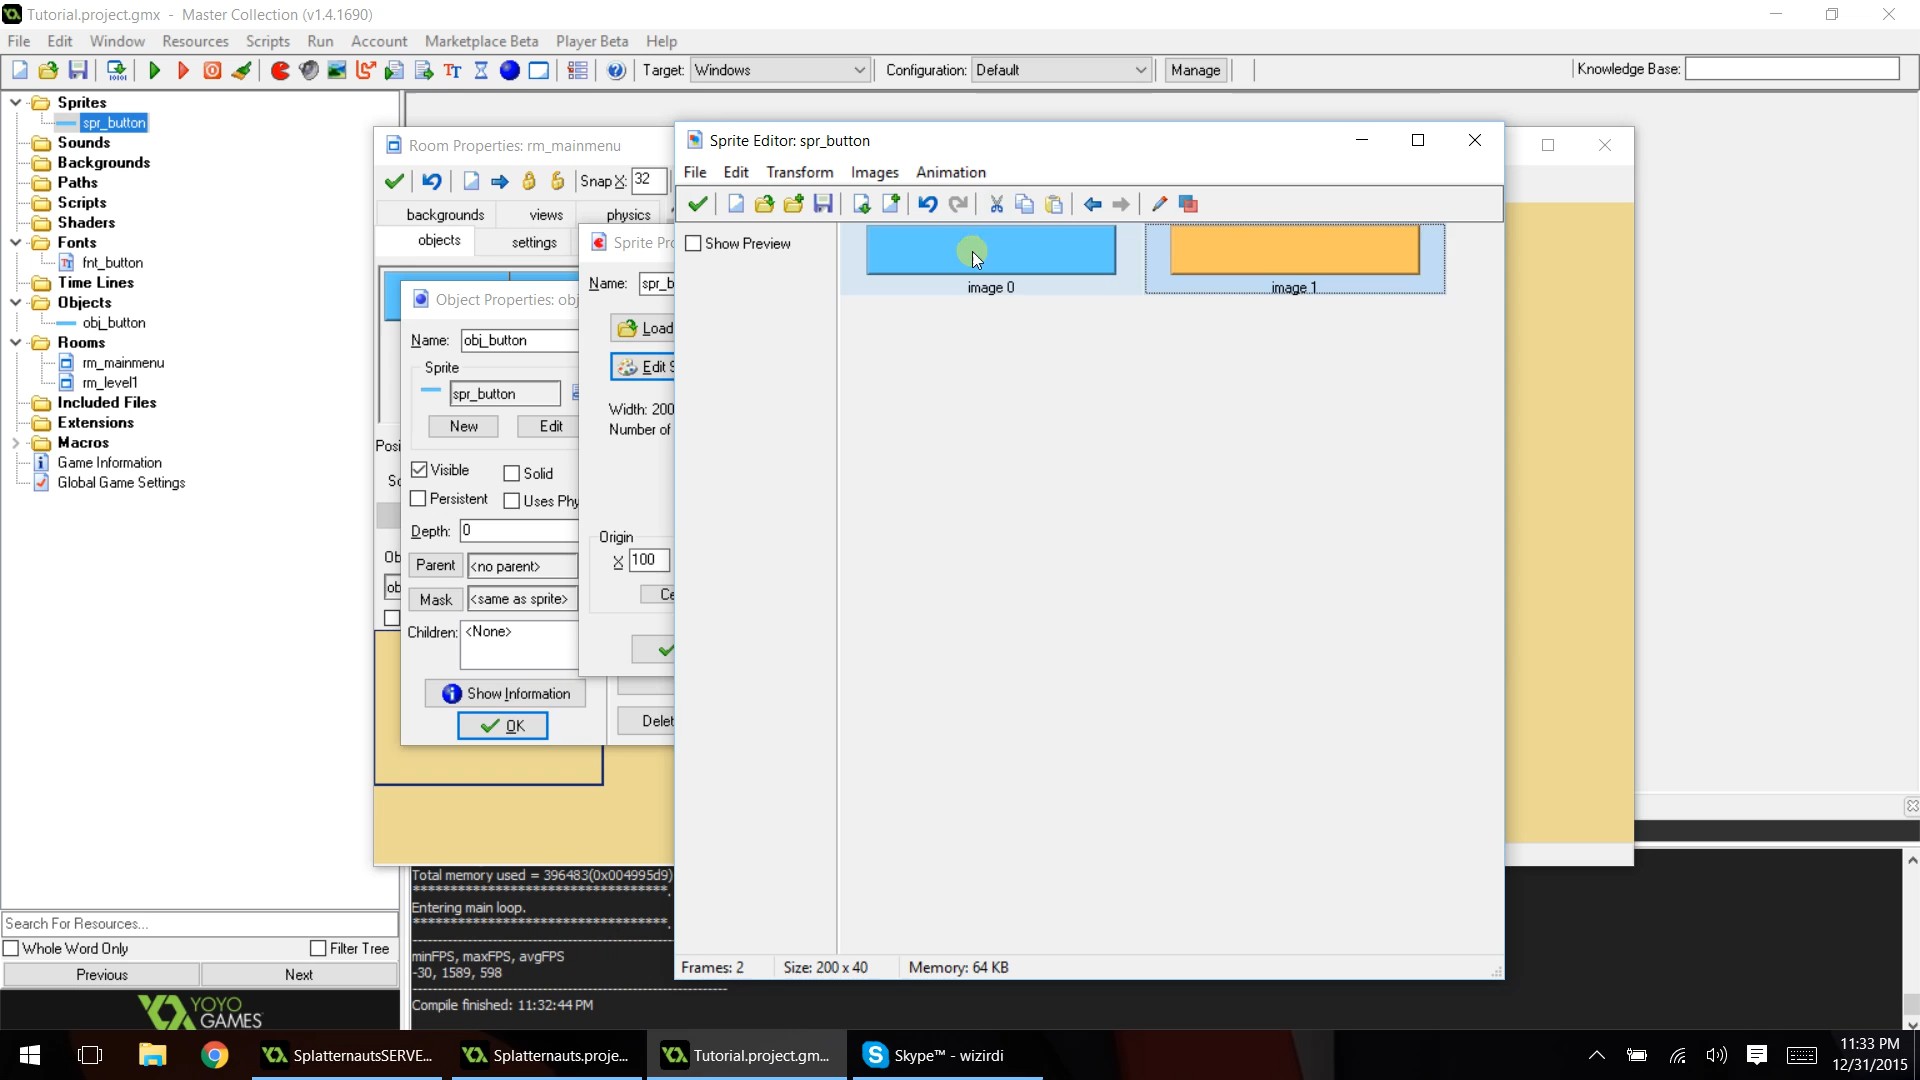 Tutorial.project.gmx - Master Collection (v1.4.1690)
File Edit Window Resources Scripts Run Account Marketplace Beta Player Beta Help
Target: Windows Configuration: Default Manage Knowledge Base:
Sprites
spr_button
Sounds
Backgrounds
Paths
Scripts
Shaders
Fonts
fnt_button
Time Lines
Objects
obj_button
Rooms
rm_mainmenu
rm_level1
Included Files
Extensions
Macros
Game Information
Global Game Settings
Search For Resources...
Whole Word Only Filter Tree
Previous Next
YOYO
GAMES
Room Properties: rm_mainmenu
Snap X: 32
backgrounds views physics
objects settings
Posi
Object Properties: obj
Name: obj_button
Sprite
spr_button
New Edit
Visible Solid
Persistent Uses Phy
Depth: 0
Parent <no parent>
Mask <same as sprite>
Children: <None>
Show Information
OK
Delet
Sprite Pro
Name: spr_b
Load
Edit S
Width: 200
Number of
Origin
X 100
Ce
Sprite Editor: spr_button
File Edit Transform Images Animation
Show Preview
image 0 image 1
Frames: 2 Size: 200 x 40 Memory: 64 KB
Total memory used = 396483(0x004995d9)
**********************************.
Entering main loop.
**********************************.
minFPS, maxFPS, avgFPS
-30, 1589, 598
Compile finished: 11:32:44 PM
SplatternautsSERVE... Splatternauts.proje... Tutorial.project.gm... Skype™ - wizirdi
11:33 PM
12/31/2015